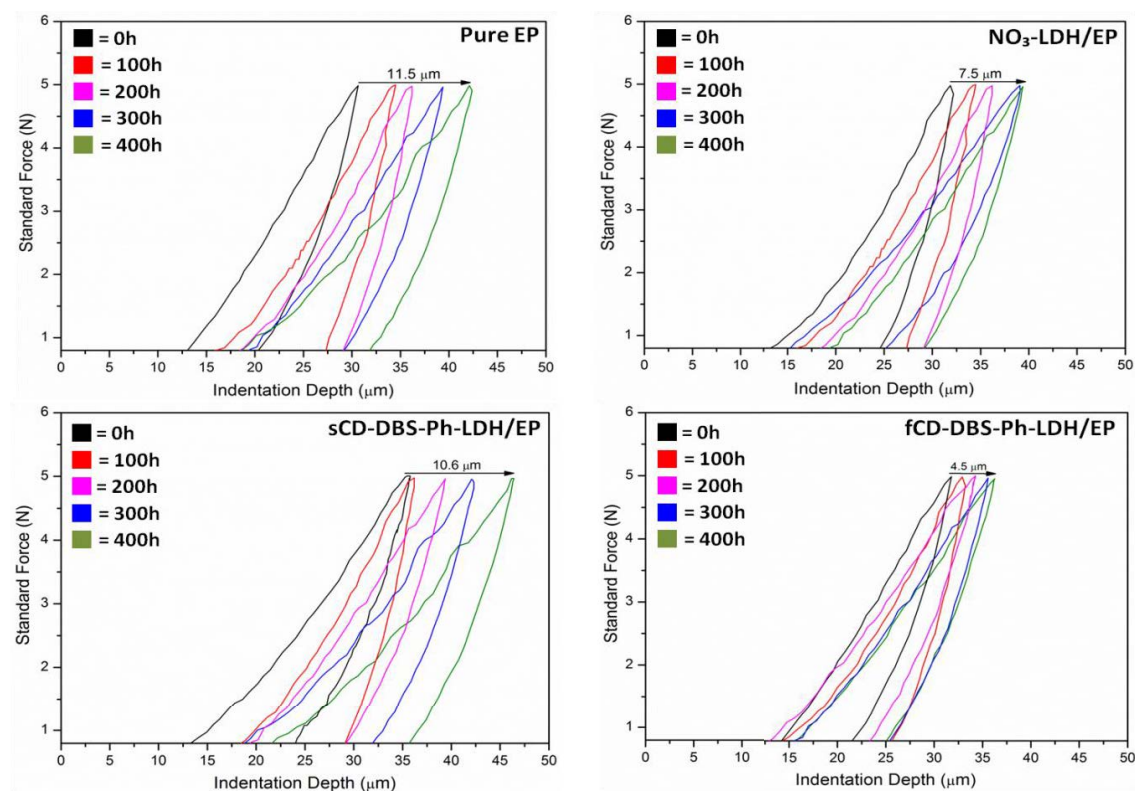 Pure EP
= 0h
= 100h
= 200h
= 300h
= 400h
11.5 μm
Standard Force (N)
6
5
4
3
2
1
0 5 10 15 20 25 30 35 40 45 50
Indentation Depth (μm)
NO₃-LDH/EP
= 0h
= 100h
= 200h
= 300h
= 400h
7.5 μm
Standard Force (N)
6
5
4
3
2
1
0 5 10 15 20 25 30 35 40 45 50
Indentation Depth (μm)
sCD-DBS-Ph-LDH/EP
= 0h
= 100h
= 200h
= 300h
= 400h
10.6 μm
Standard Force (N)
6
5
4
3
2
1
0 5 10 15 20 25 30 35 40 45 50
Indentation Depth (μm)
fCD-DBS-Ph-LDH/EP
= 0h
= 100h
= 200h
= 300h
= 400h
4.5 μm
Standard Force (N)
6
5
4
3
2
1
0 5 10 15 20 25 30 35 40 45 50
Indentation Depth (μm)